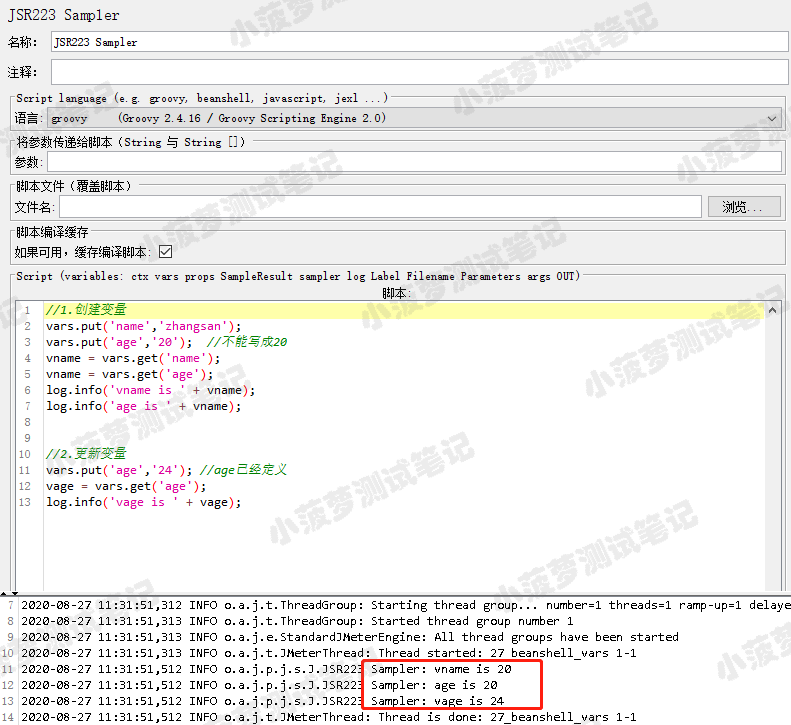 JSR223 Sampler
名称: JSR223 Sampler
注释:
Script language (e.g. groovy, beanshell, javascript, jexl ...)
语言: groovy (Groovy 2.4.16 / Groovy Scripting Engine 2.0)
将参数传递给脚本 (String 与 String [])
参数:
脚本文件 (覆盖脚本)
文件名: 浏览...
脚本编译缓存
如果可用,缓存编译脚本:
Script (variables: ctx vars props SampleResult sampler log Label Filename Parameters args OUT)
脚本:
1 //1.创建变量
2 vars.put('name','zhangsan');
3 vars.put('age','20'); //不能写成20
4 vname = vars.get('name');
5 vname = vars.get('age');
6 log.info('vname is ' + vname);
7 log.info('age is ' + vname);
8
9
10 //2.更新变量
11 vars.put('age','24'); //age已经定义
12 vage = vars.get('age');
13 log.info('vage is ' + vage);
7 2020-08-27 11:31:51,312 INFO o.a.j.t.ThreadGroup: Starting thread group... number=1 threads=1 ramp-up=1 delaye
8 2020-08-27 11:31:51,313 INFO o.a.j.t.ThreadGroup: Started thread group number 1
9 2020-08-27 11:31:51,313 INFO o.a.j.e.StandardJMeterEngine: All thread groups have been started
10 2020-08-27 11:31:51,313 INFO o.a.j.t.JMeterThread: Thread started: 27_beanshell_vars 1-1
11 2020-08-27 11:31:51,512 INFO o.a.j.p.j.s.J.JSR223 Sampler: vname is 20
12 2020-08-27 11:31:51,512 INFO o.a.j.p.j.s.J.JSR223 Sampler: age is 20
13 2020-08-27 11:31:51,512 INFO o.a.j.p.j.s.J.JSR223 Sampler: vage is 24
14 2020-08-27 11:31:51,512 INFO o.a.j.t.JMeterThread: Thread is done: 27_beanshell_vars 1-1
小菠萝测试笔记